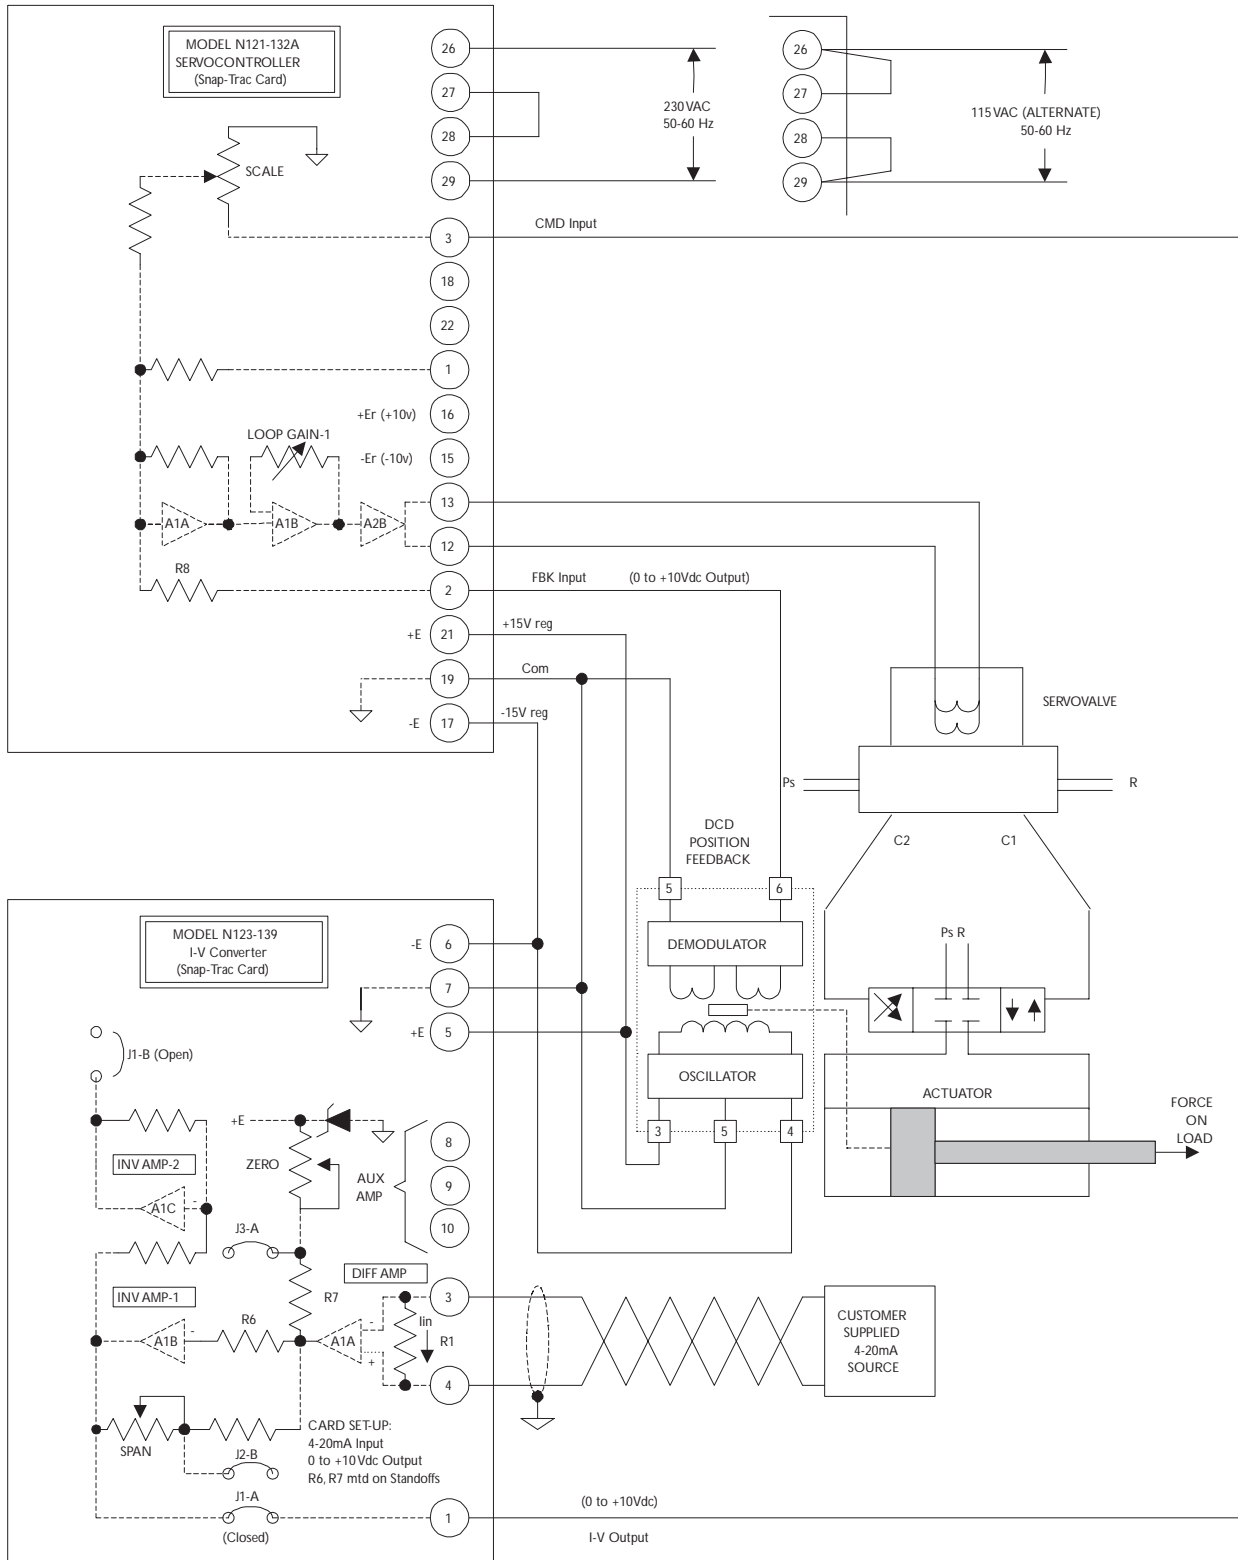 MODEL N121-132A
SERVOCONTROLLER
(Snap-Trac Card)
SCALE
26
27
28
29
230 VAC
50-60 Hz
26
27
28
29
115 VAC (ALTERNATE)
50-60 Hz
3
CMD Input
18
22
1
+Er (+10v)
16
LOOP GAIN-1
-Er (-10v)
15
13
A1A
A1B
A2B
12
R8
2
FBK Input
(0 to +10Vdc Output)
+E
21
+15V reg
19
Com
-E
17
-15V reg
SERVOVALVE
Ps
R
C2
C1
DCD
POSITION
FEEDBACK
5
6
DEMODULATOR
OSCILLATOR
3
5
4
Ps R
ACTUATOR
FORCE
ON
LOAD
MODEL N123-139
I-V Converter
(Snap-Trac Card)
-E
6
7
+E
5
J1-B (Open)
+E
INV AMP-2
ZERO
AUX
AMP
8
9
10
A1C
-
J3-A
DIFF AMP
INV AMP-1
R7
3
R6
A1B
-
A1A
-
+
Iin
R1
4
CUSTOMER
SUPPLIED
4-20mA
SOURCE
SPAN
J2-B
CARD SET-UP:
4-20mA Input
0 to +10Vdc Output
R6, R7 mtd on Standoffs
J1-A
(Closed)
1
(0 to +10Vdc)
I-V Output